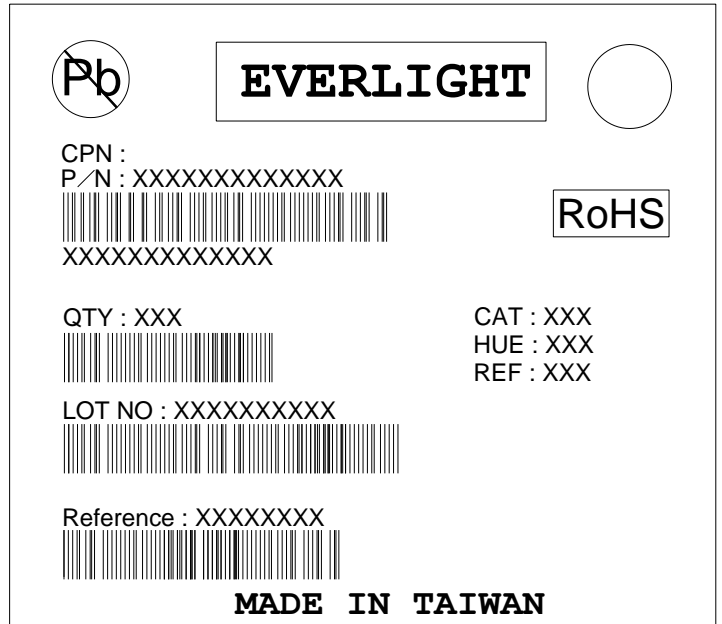 Pb
EVERLIGHT
CPN :
P/N : XXXXXXXXXXXXX
RoHS
XXXXXXXXXXXXX
QTY : XXX
CAT : XXX
HUE : XXX
REF : XXX
LOT NO : XXXXXXXXXX
Reference : XXXXXXXX
MADE IN TAIWAN